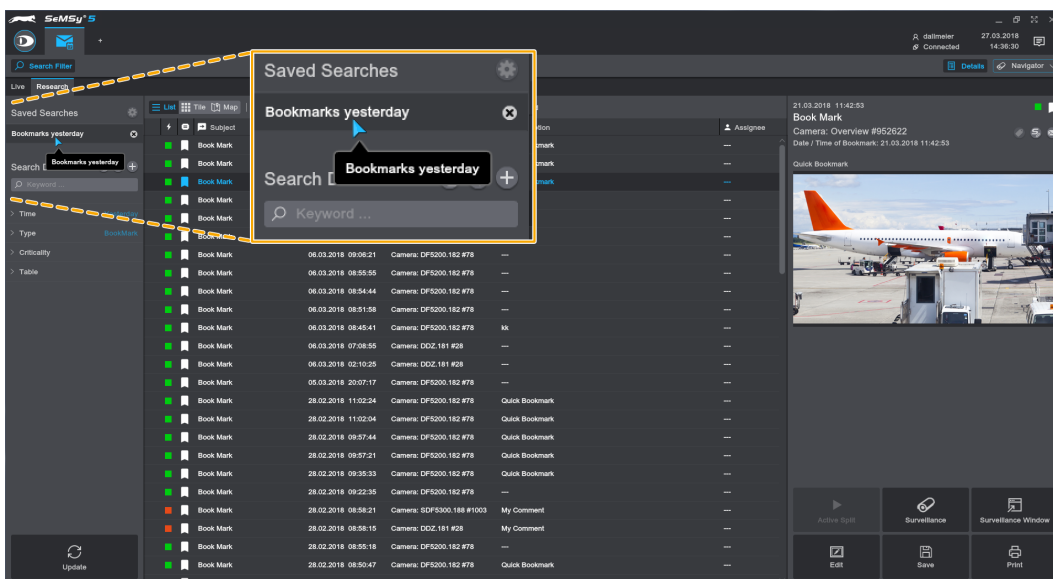 SeMSy®5
dallmeier
Connected
27.03.2018
14:36:30
Search Filter
Details
Navigator
Live
Research
Saved Searches
Bookmarks yesterday
Bookmarks yesterday
Search D
Keyword ...
Time
Type BookMark
Criticality
Table
Update
List Tile Map
Subject Assignee
Book Mark ---
Book Mark ---
Book Mark ---
Book Mark ---
Book Mark ---
Book Mark ---
Book Mark 06.03.2018 09:06:21 Camera: DF5200.182 #78 --- ---
Book Mark 06.03.2018 08:55:55 Camera: DF5200.182 #78 --- ---
Book Mark 06.03.2018 08:54:44 Camera: DF5200.182 #78 --- ---
Book Mark 06.03.2018 08:51:58 Camera: DF5200.182 #78 --- ---
Book Mark 06.03.2018 08:45:41 Camera: DF5200.182 #78 kk ---
Book Mark 06.03.2018 07:08:55 Camera: DDZ.181 #28 --- ---
Book Mark 06.03.2018 02:10:25 Camera: DDZ.181 #28 --- ---
Book Mark 05.03.2018 20:07:17 Camera: DF5200.182 #78 --- ---
Book Mark 28.02.2018 11:02:24 Camera: DF5200.182 #78 Quick Bookmark ---
Book Mark 28.02.2018 11:02:04 Camera: DF5200.182 #78 Quick Bookmark ---
Book Mark 28.02.2018 09:57:44 Camera: DF5200.182 #78 Quick Bookmark ---
Book Mark 28.02.2018 09:57:21 Camera: DF5200.182 #78 Quick Bookmark ---
Book Mark 28.02.2018 09:35:33 Camera: DF5200.182 #78 Quick Bookmark ---
Book Mark 28.02.2018 09:22:35 Camera: DF5200.182 #78 --- ---
Book Mark 28.02.2018 08:58:21 Camera: SDF5300.188 #1003 My Comment ---
Book Mark 28.02.2018 08:58:15 Camera: DDZ.181 #28 My Comment ---
Book Mark 28.02.2018 08:55:18 Camera: DF5200.182 #78 --- ---
Book Mark 28.02.2018 08:50:47 Camera: DF5200.182 #78 Quick Bookmark ---
Saved Searches
Bookmarks yesterday
Bookmarks yesterday
Search D
Keyword ...
21.03.2018 11:42:53
Book Mark
Camera: Overview #952622
Date / Time of Bookmark: 21.03.2018 11:42:53
Quick Bookmark
Active Split
Surveillance
Surveillance Window
Edit
Save
Print